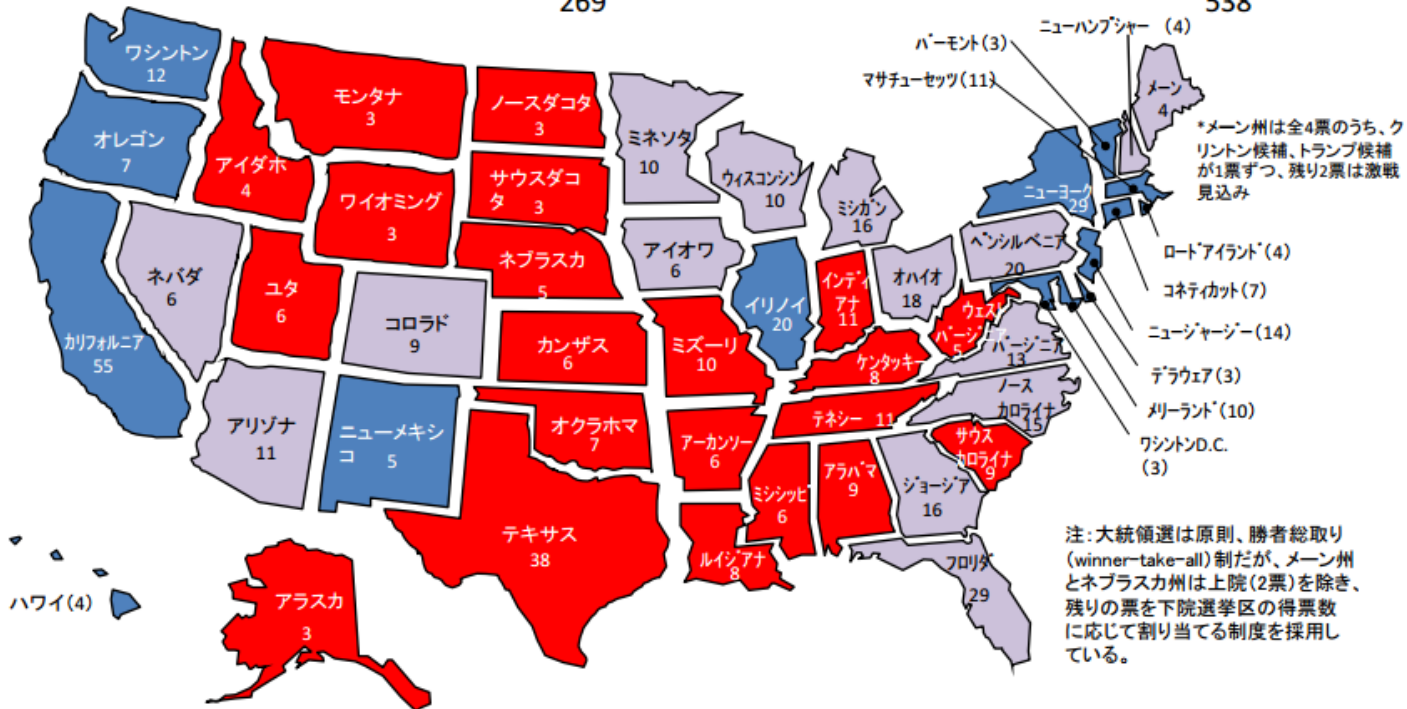 269
538
ワシントン
12
オレゴン
7
カリフォルニア
55
ネバダ
6
アイダホ
4
モンタナ
3
ワイオミング
3
ユタ
6
アリゾナ
11
コロラド
9
ニューメキシ
コ
5
ノースダコタ
3
サウスダコ
タ
3
ネブラスカ
5
カンザス
6
オクラホマ
7
テキサス
38
ミネソタ
10
アイオワ
6
ミズーリ
10
アーカンソー
6
ルイジアナ
8
ウィスコンシン
10
イリノイ
20
ミシガン
16
インディ
アナ
11
オハイオ
18
ケンタッキー
8
テネシー 11
ミシシッピ
6
アラバマ
9
ジョージア
16
フロリダ
29
サウス
カロライナ
9
ノース
カロライナ
15
バージニア
13
ウェスト
バージニア
5
ペンシルベニア
20
ニューヨーク
29
メーン
4
バーモント(3)
ニューハンプシャー (4)
マサチューセッツ(11)
*メーン州は全4票のうち、ク
リントン候補、トランプ候補
が1票ずつ、残り2票は激戦
見込み
ロードアイランド(4)
コネティカット(7)
ニュージャージー(14)
デラウェア(3)
メリーランド(10)
ワシントンD.C.
(3)
ハワイ(4)
アラスカ
3
注:大統領選は原則、勝者総取り
(winner-take-all)制だが、メーン州
とネブラスカ州は上院(2票)を除き、
残りの票を下院選挙区の得票数
に応じて割り当てる制度を採用し
ている。